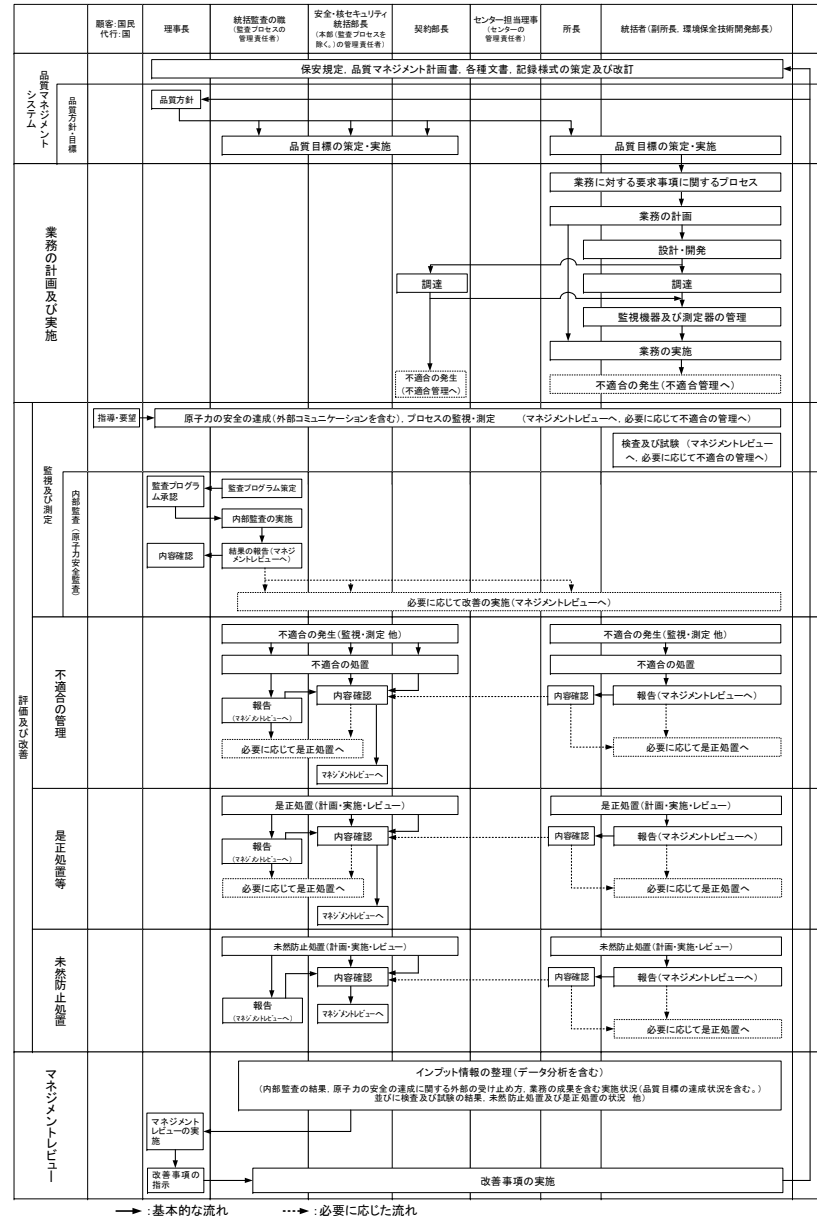 顧客:国民
代行:国
理事長
統括監査の職
(監査プロセスの
管理責任者)
安全・核セキュリティ
統括部長
(本部(監査プロセスを
除く。)の管理責任者)
契約部長
センター担当理事
(センターの
管理責任者)
所長
統括者(副所長, 環境保全技術開発部長)
品質マネジメント
システム
品質方針・目標
保安規定, 品質マネジメント計画書, 各種文書, 記録様式の策定及び改訂
品質方針
品質目標の策定・実施
品質目標の策定・実施
業務の計画及び実施
業務に対する要求事項に関するプロセス
業務の計画
設計・開発
調達
調達
監視機器及び測定器の管理
業務の実施
不適合の発生
(不適合管理へ)
不適合の発生(不適合管理へ)
評価及び改善
監視及び測定
指導・要望
原子力の安全の達成(外部コミュニケーションを含む), プロセスの監視・測定 (マネジメントレビューへ, 必要に応じて不適合の管理へ)
検査及び試験 (マネジメントレビュー
へ, 必要に応じて不適合の管理へ)
内部監査(原子力安全監査)
監査プログラ
ム承認
監査プログラム策定
内部監査の実施
内容確認
結果の報告(マネジ
メントレビューへ)
必要に応じて改善の実施(マネジメントレビューへ)
不適合の管理
不適合の発生(監視・測定 他)
不適合の発生(監視・測定 他)
不適合の処置
不適合の処置
報告
(マネジメントレビューへ)
内容確認
内容確認
報告(マネジメントレビューへ)
必要に応じて是正処置へ
必要に応じて是正処置へ
マネジメントレビューへ
是正処置等
是正処置(計画・実施・レビュー)
是正処置(計画・実施・レビュー)
報告
(マネジメントレビューへ)
内容確認
内容確認
報告(マネジメントレビューへ)
必要に応じて是正処置へ
必要に応じて是正処置へ
マネジメントレビューへ
未然防止処置
未然防止処置(計画・実施・レビュー)
未然防止処置(計画・実施・レビュー)
内容確認
内容確認
報告(マネジメントレビューへ)
報告
(マネジメントレビューへ)
マネジメントレビューへ
必要に応じて是正処置へ
マネジメントレビュー
インプット情報の整理(データ分析を含む)
(内部監査の結果, 原子力の安全の達成に関する外部の受け止め方, 業務の成果を含む実施状況(品質目標の達成状況を含む。)
並びに検査及び試験の結果, 未然防止処置及び是正処置の状況 他)
マネジメント
レビューの実
施
改善事項の
指示
改善事項の実施
:基本的な流れ
:必要に応じた流れ